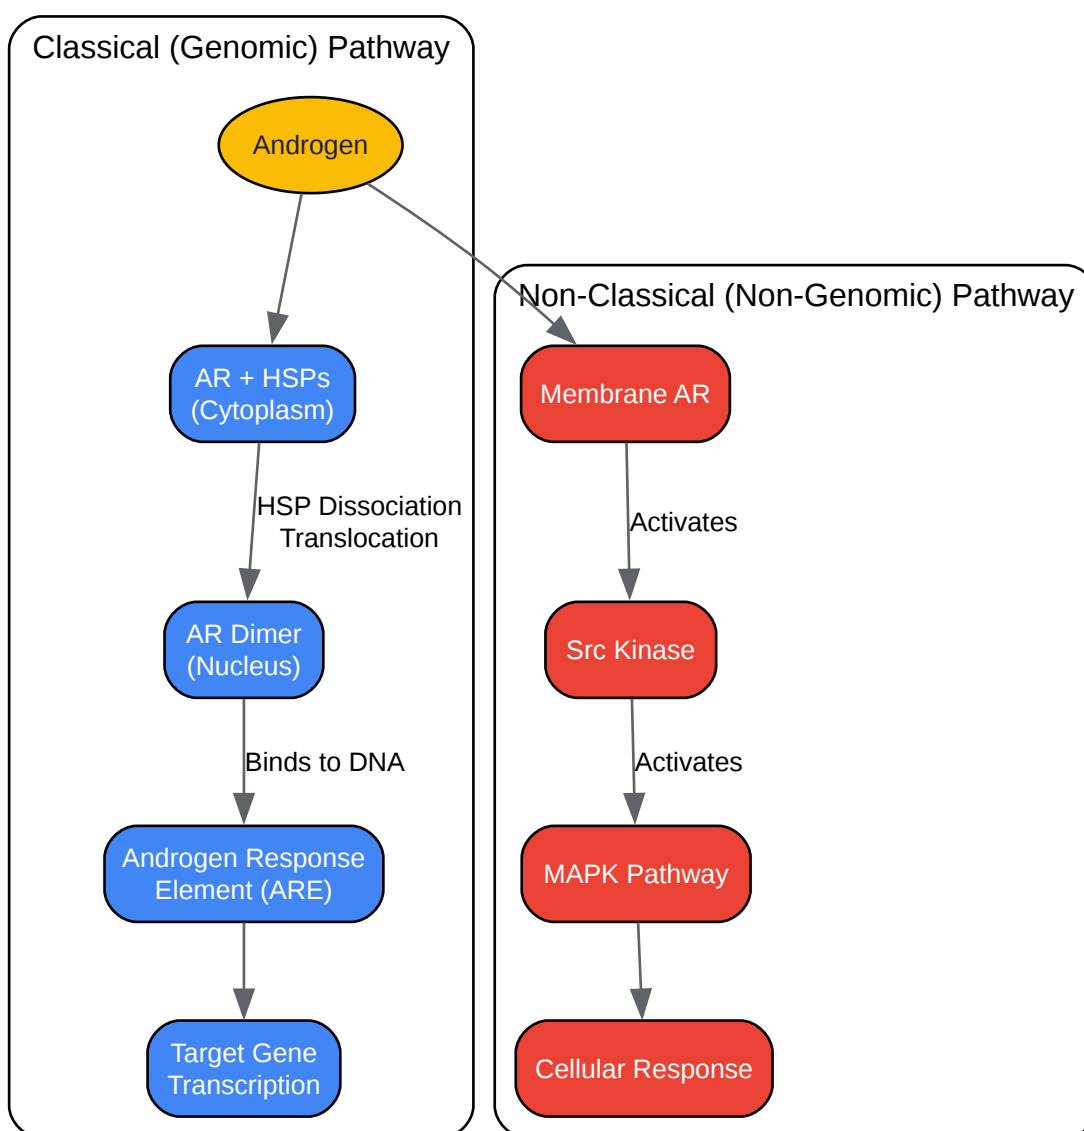 Classical (Genomic) Pathway
Androgen
AR + HSPs
(Cytoplasm)
HSP Dissociation
Translocation
AR Dimer
(Nucleus)
Binds to DNA
Androgen Response
Element (ARE)
Target Gene
Transcription
Non-Classical (Non-Genomic) Pathway
Membrane AR
Activates
Src Kinase
Activates
MAPK Pathway
Cellular Response